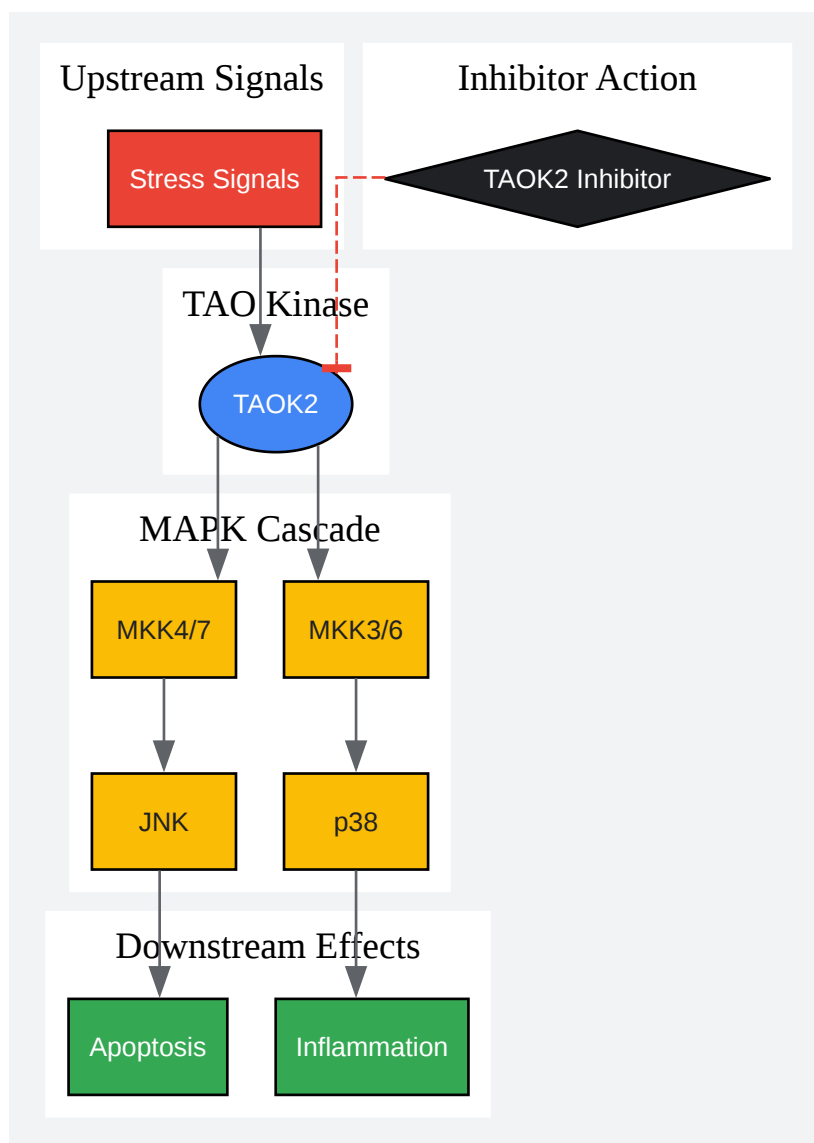 Upstream Signals
Inhibitor Action
Stress Signals
TAOK2 Inhibitor
TAO Kinase
TAOK2
MAPK Cascade
MKK4/7
MKK3/6
JNK
p38
Downstream Effects
Apoptosis
Inflammation